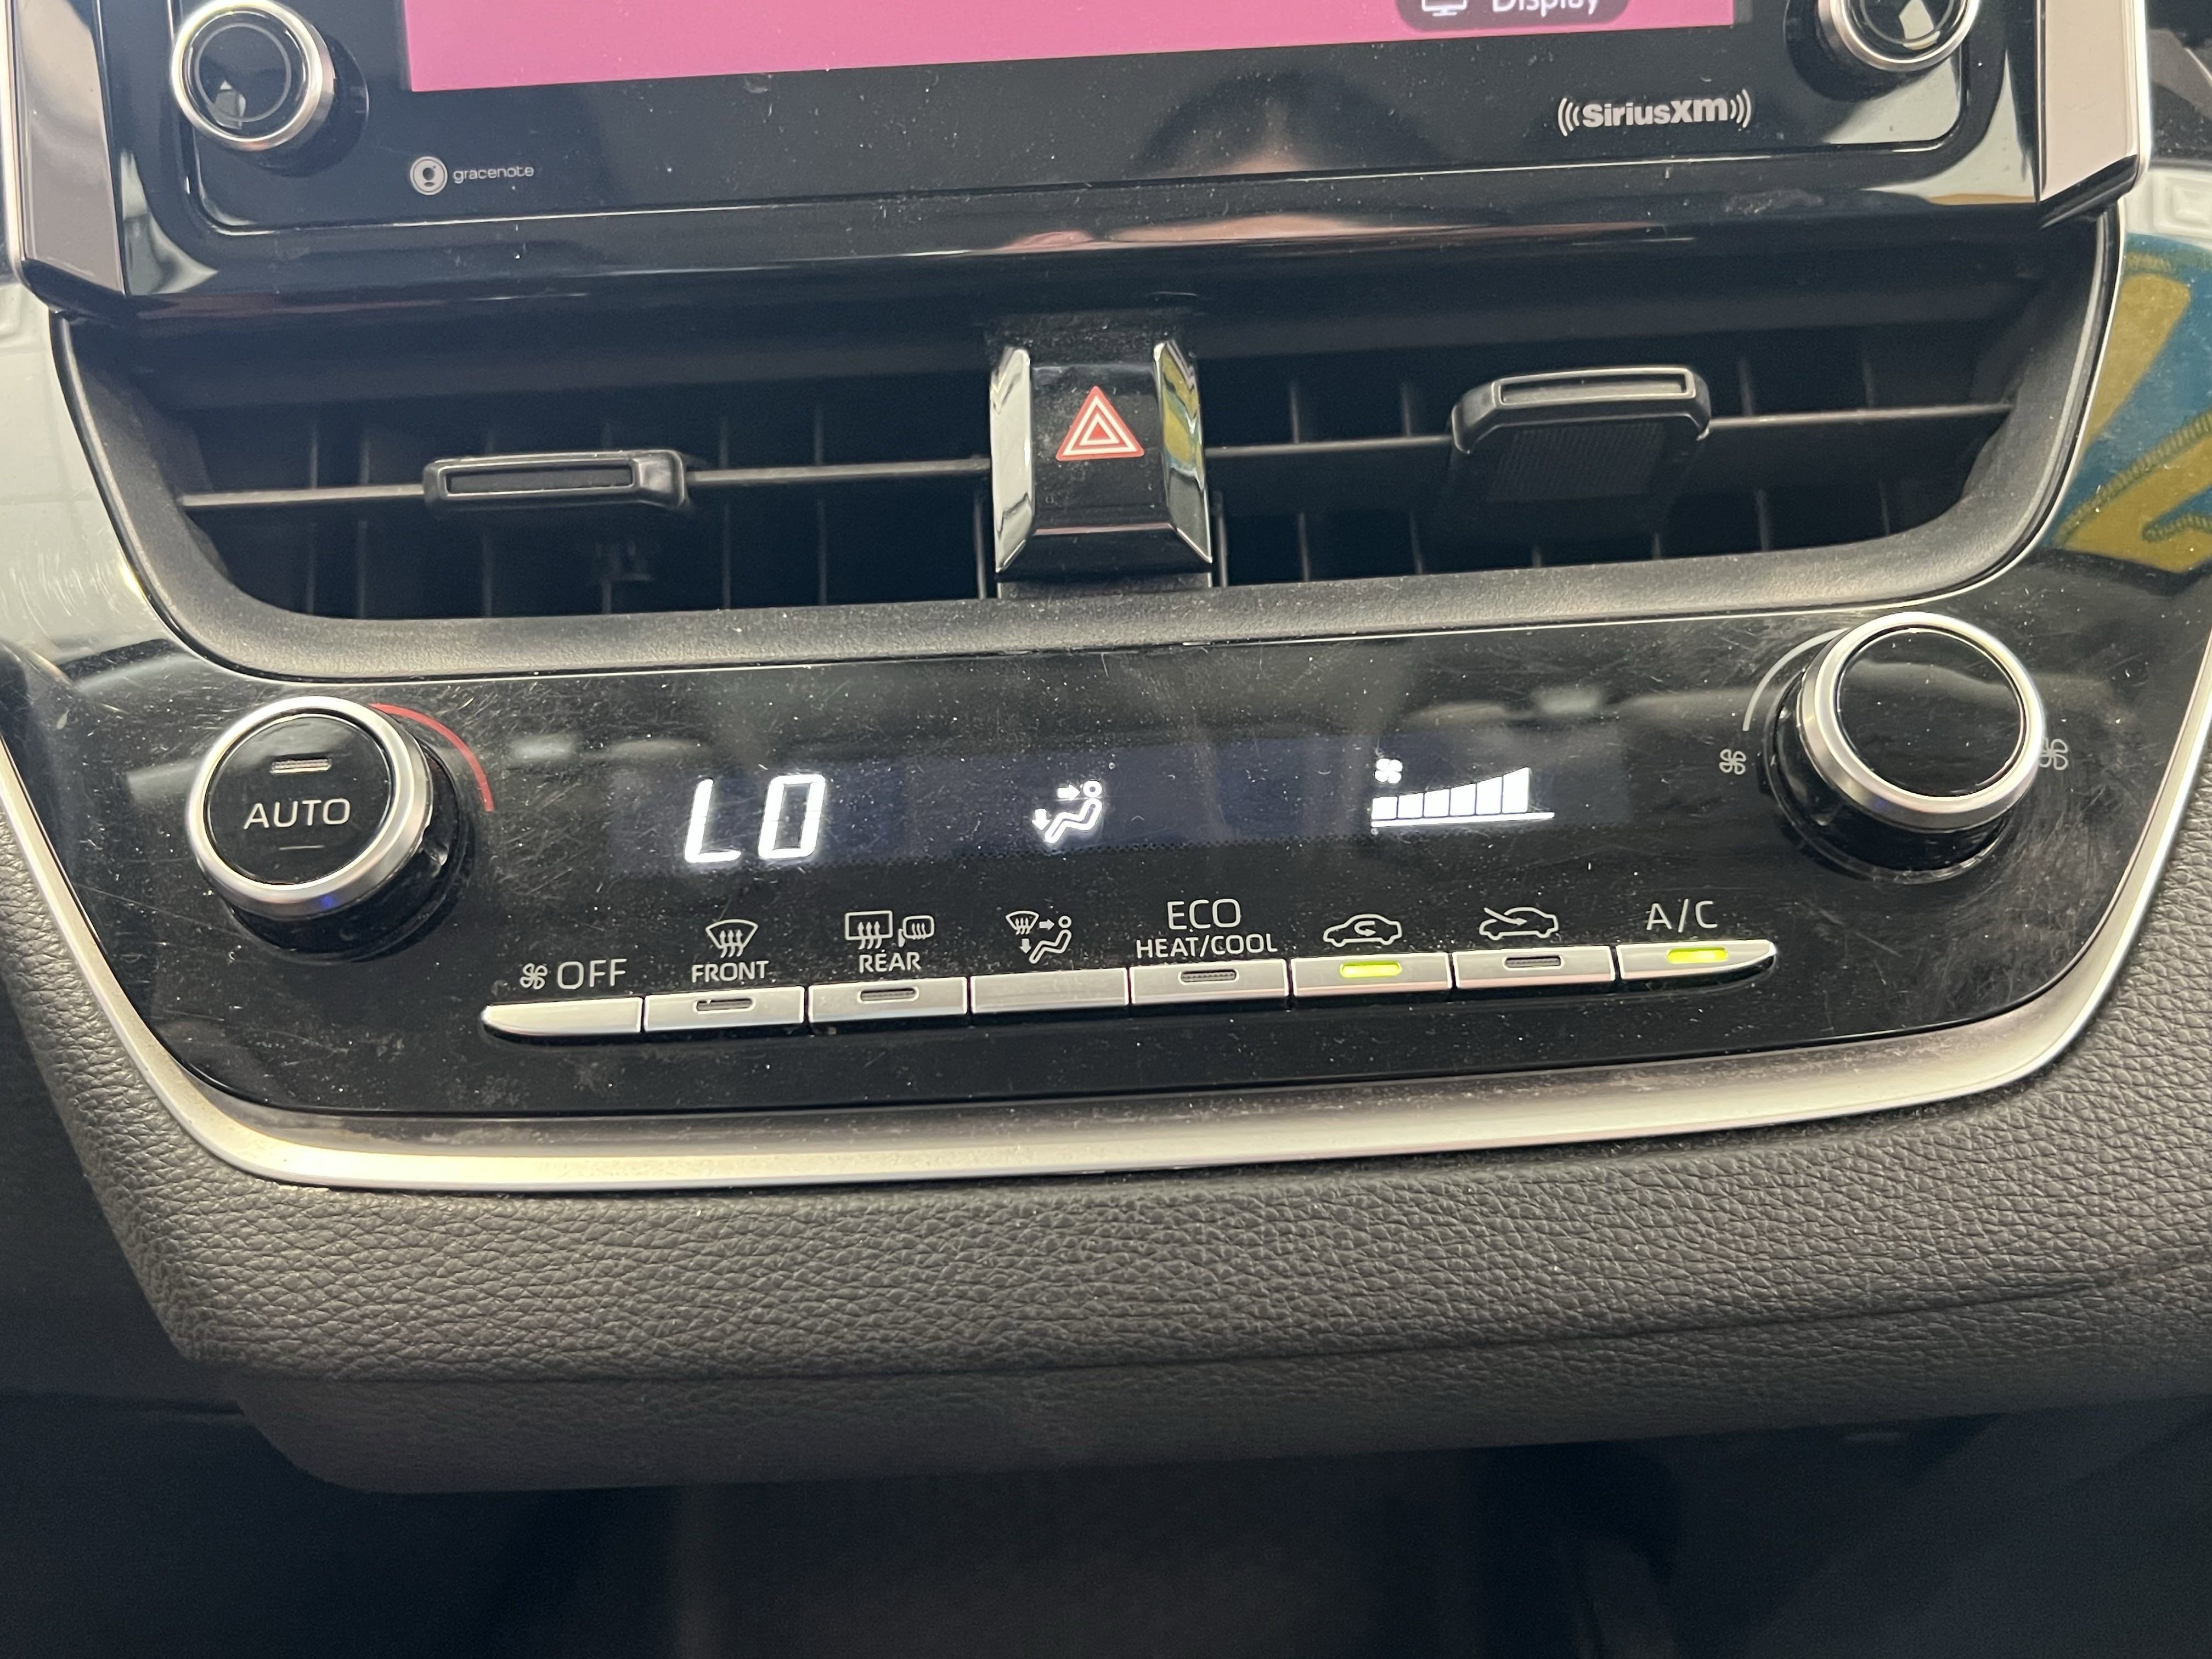 Display
SiriusXM
gracenote
AUTO
LO
OFF
FRONT
REAR
ECO
HEAT/COOL
A/C